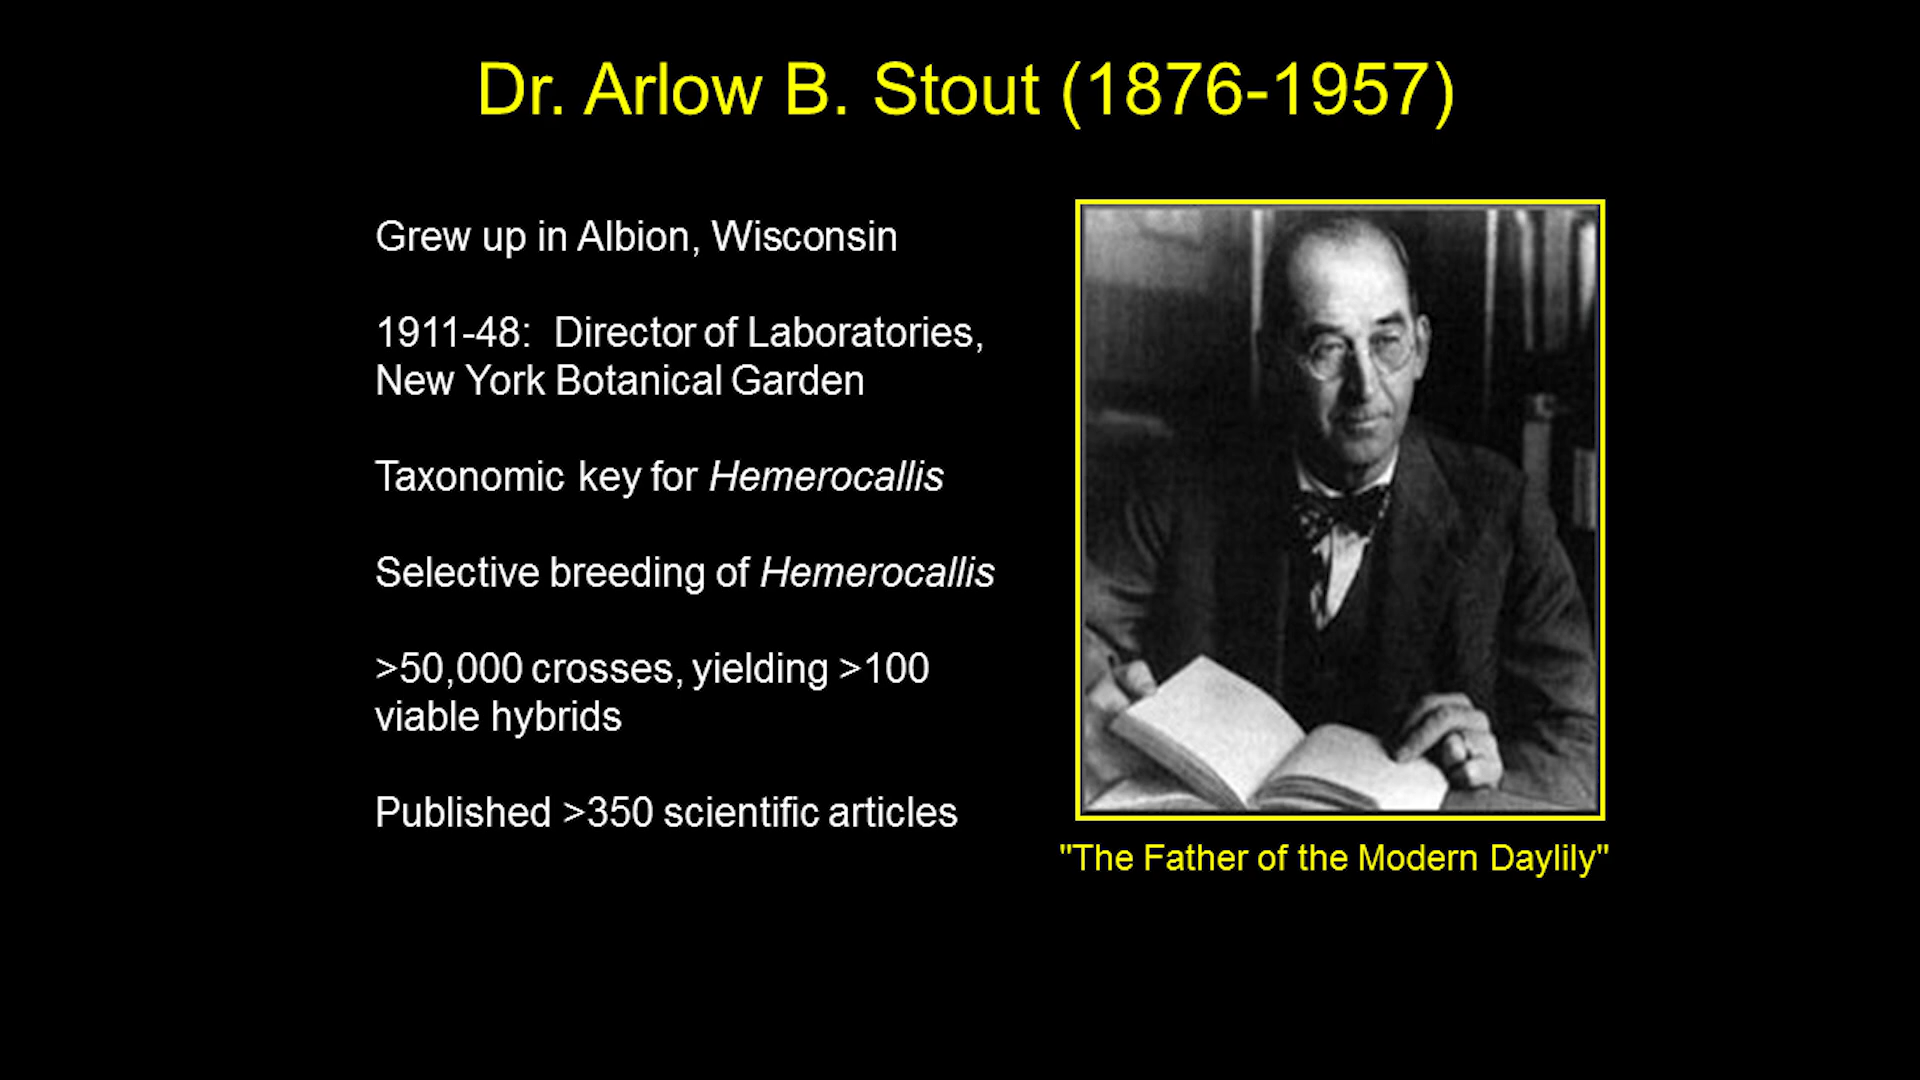 Dr. Arlow B. Stout (1876-1957)
Grew up in Albion, Wisconsin
1911-48:  Director of Laboratories,
New York Botanical Garden
Taxonomic key for Hemerocallis
Selective breeding of Hemerocallis
>50,000 crosses, yielding >100
viable hybrids
Published >350 scientific articles
"The Father of the Modern Daylily"